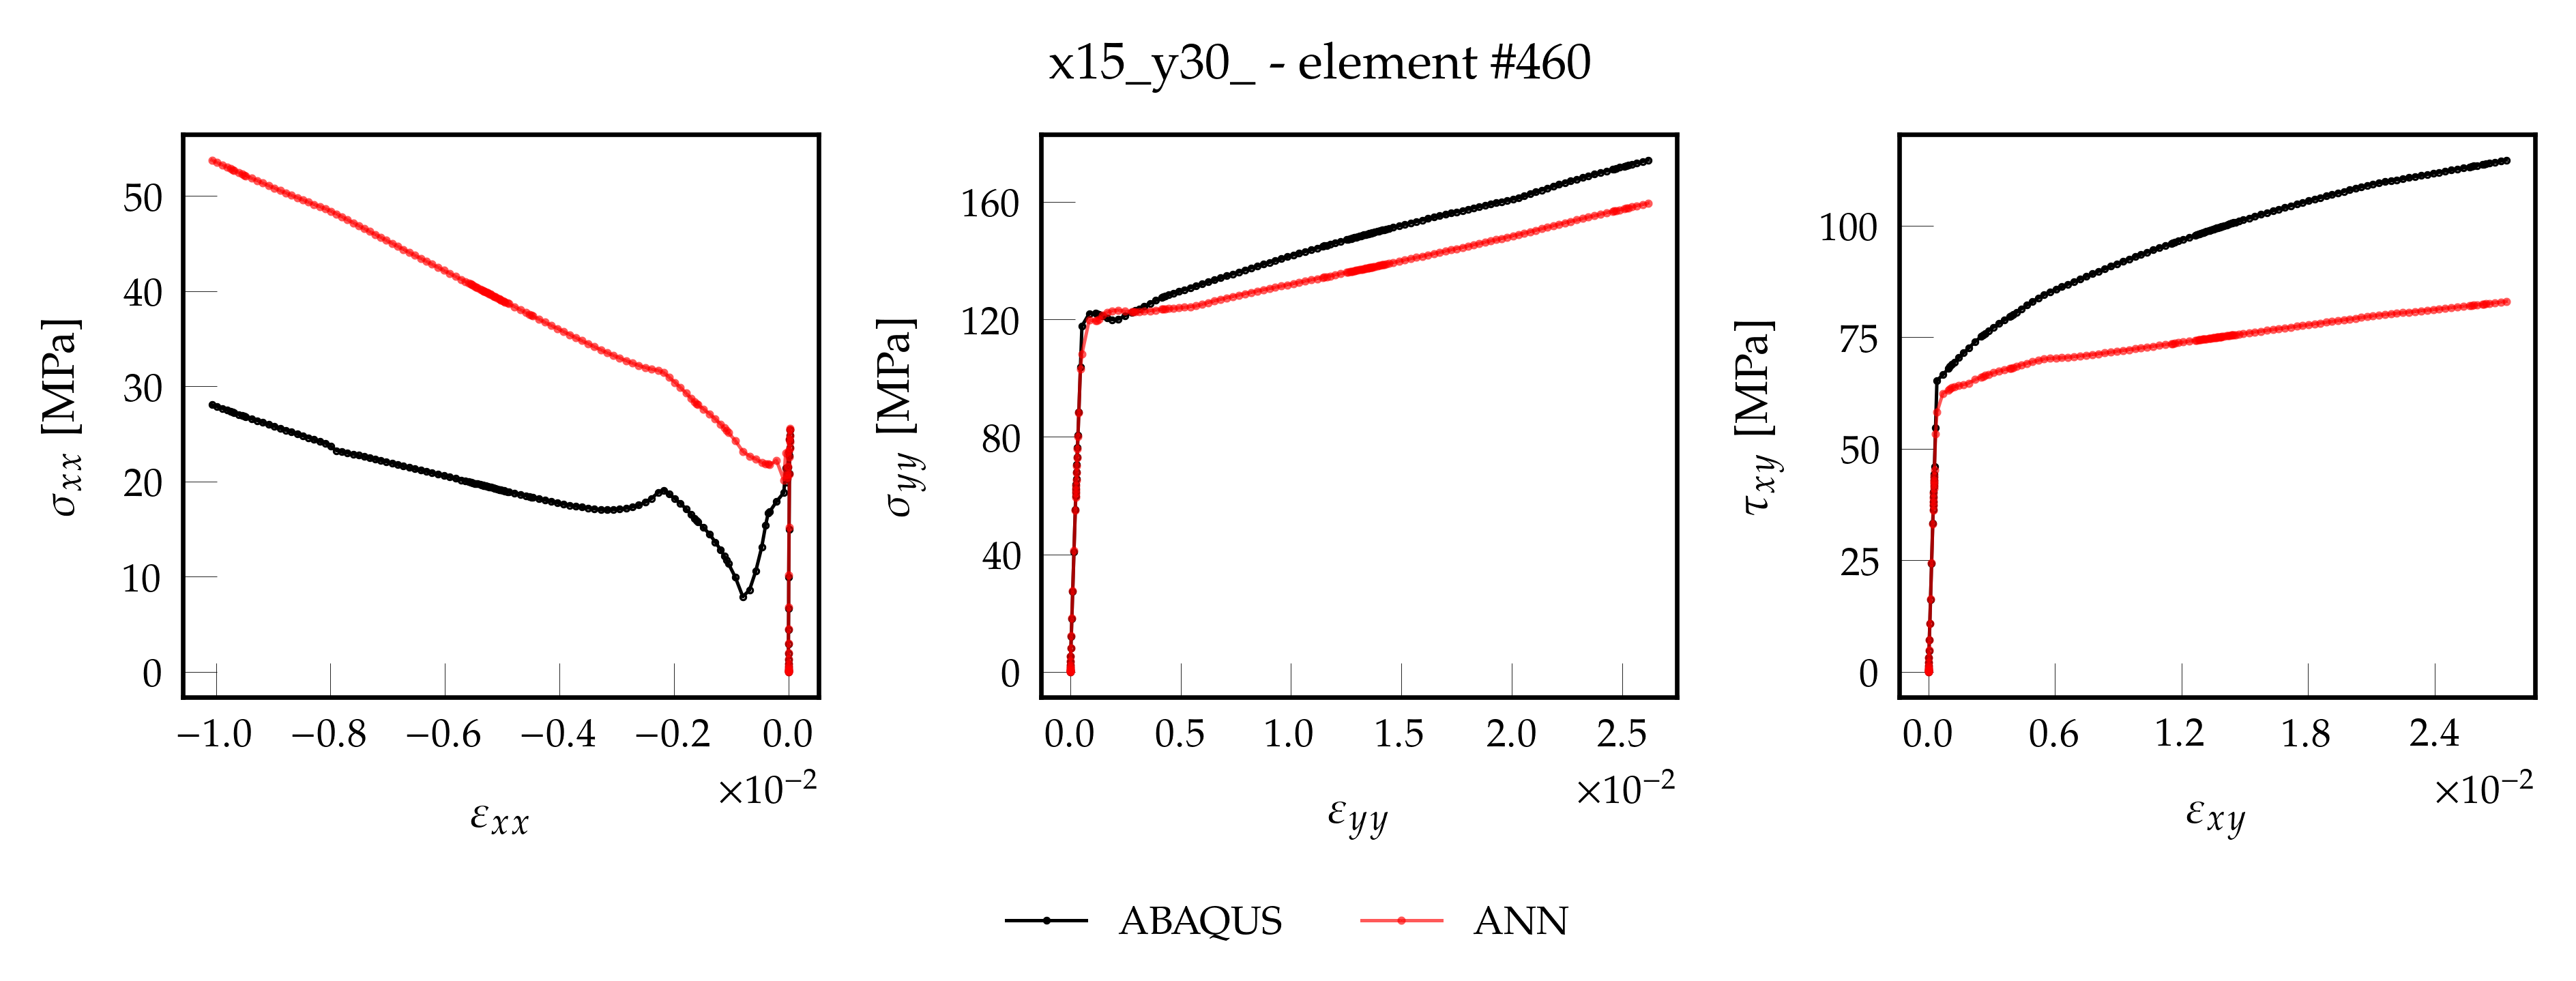 x15_y30_ - element #460
σxx [MPa]
50
40
30
20
10
0
−1.0 −0.8 −0.6 −0.4 −0.2 0.0
×10−2
εxx
σyy [MPa]
160
120
80
40
0
0.0 0.5 1.0 1.5 2.0 2.5
×10−2
εyy
τxy [MPa]
100
75
50
25
0
0.0 0.6 1.2 1.8 2.4
×10−2
εxy
ABAQUS ANN